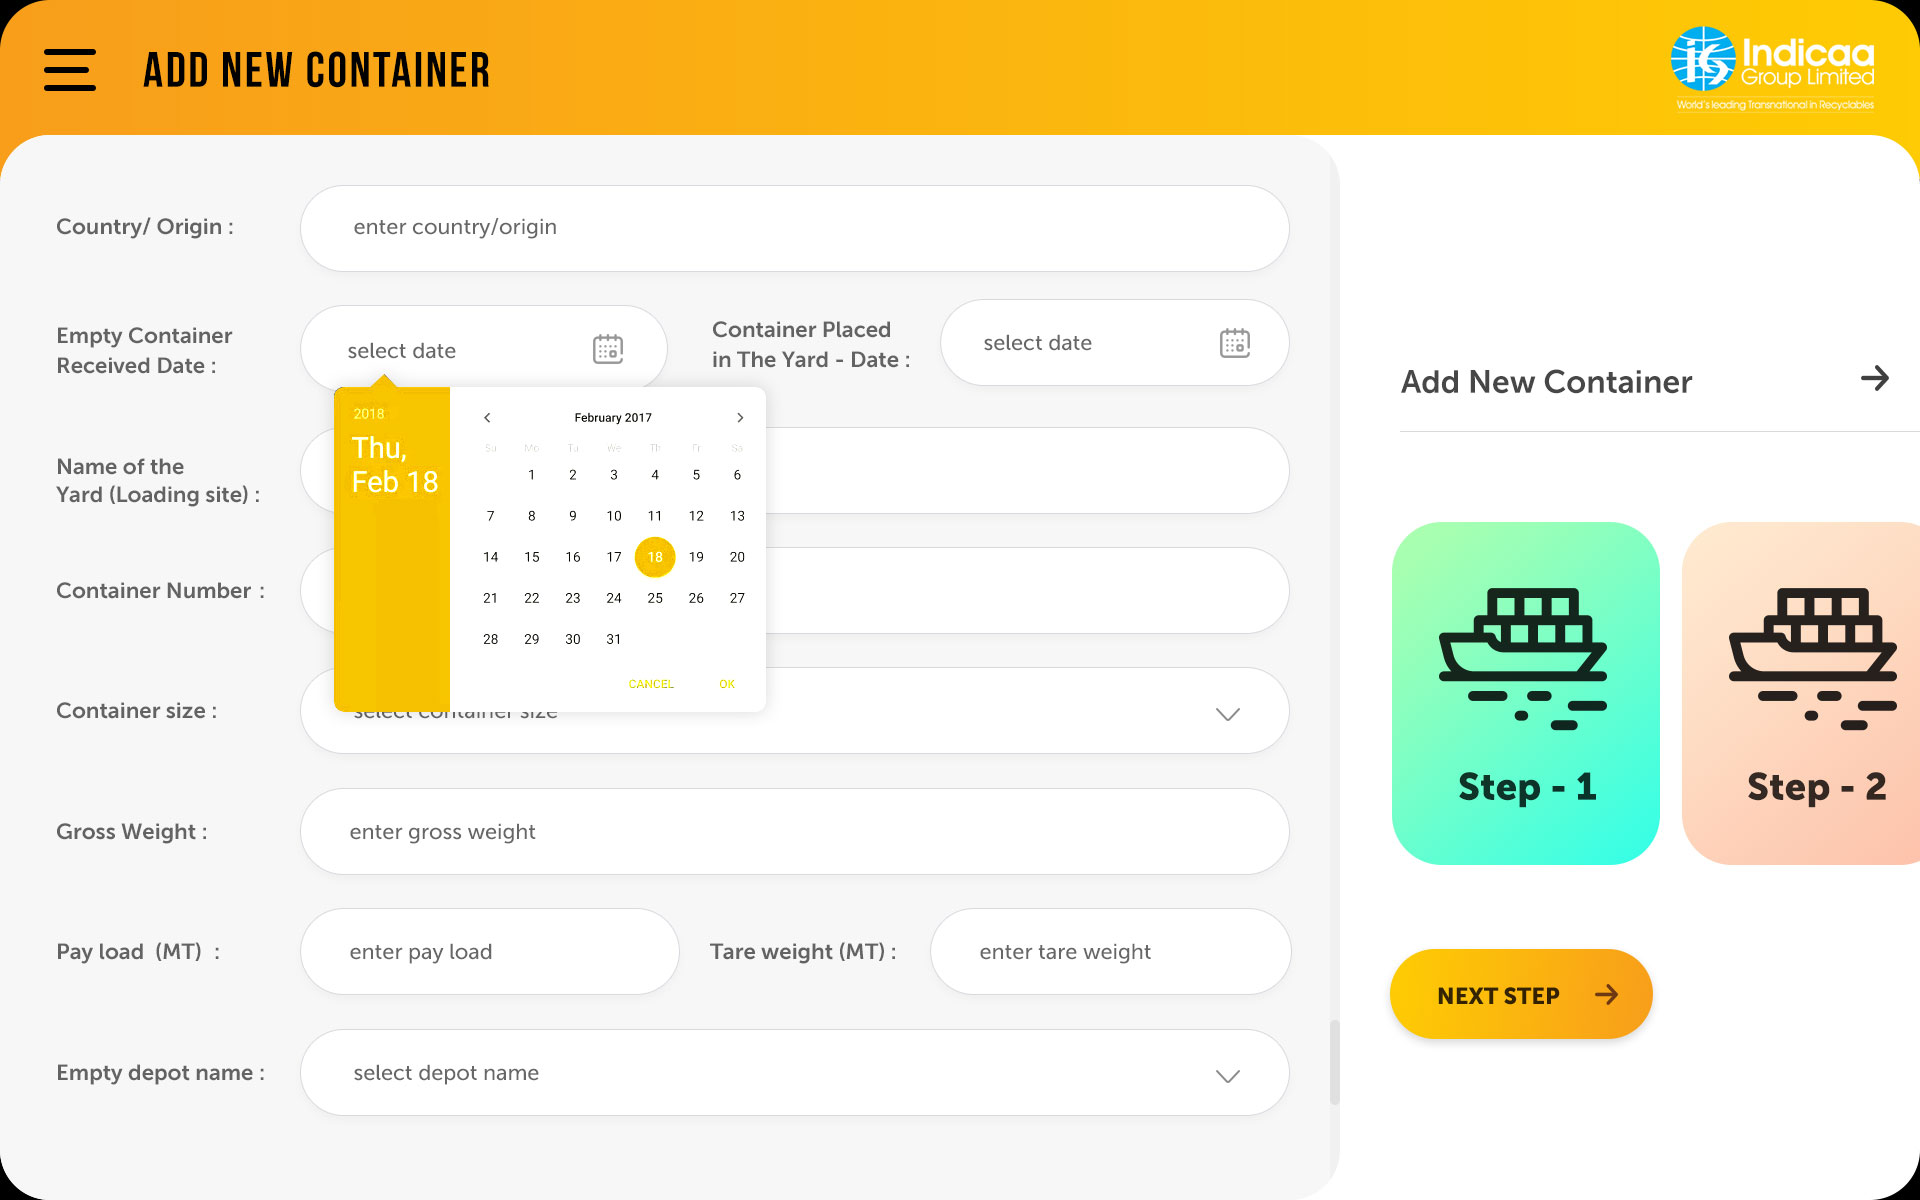 ADD NEW CONTAINER
Indicaa
Group Limited
World's leading Transnational in Recyclables
Country/ Origin :
enter country/origin
Empty Container
Received Date :
select date
Container Placed
in The Yard - Date :
select date
2018
Thu,
Feb 18
February 2017
Su Mo Tu We Th Fr Sa
1 2 3 4 5 6
7 8 9 10 11 12 13
14 15 16 17 18 19 20
21 22 23 24 25 26 27
28 29 30 31
CANCEL OK
Name of the
Yard (Loading site) :
Container Number :
Container size :
select container size
Gross Weight :
enter gross weight
Pay load (MT) :
enter pay load
Tare weight (MT) :
enter tare weight
Empty depot name :
select depot name
Add New Container
Step - 1
Step - 2
NEXT STEP